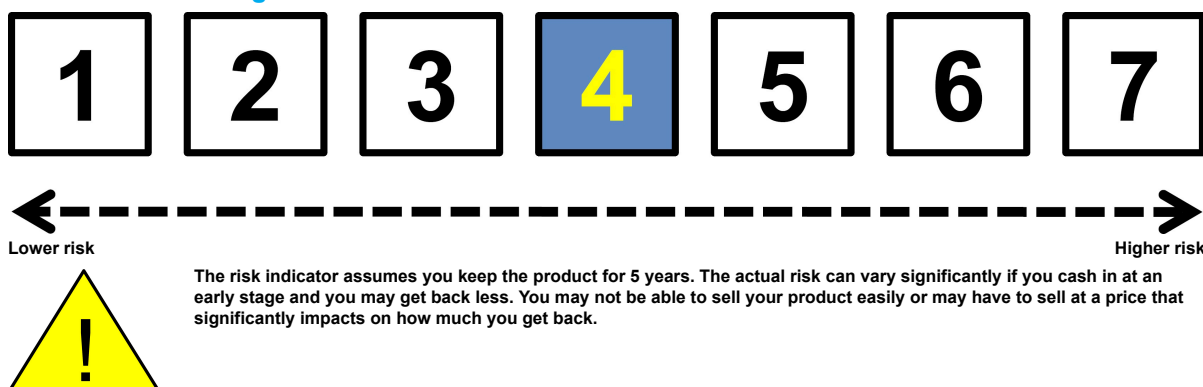 1 2 3 4 5 6 7
Lower risk Higher risk
The risk indicator assumes you keep the product for 5 years. The actual risk can vary significantly if you cash in at an
early stage and you may get back less. You may not be able to sell your product easily or may have to sell at a price that
significantly impacts on how much you get back.
!